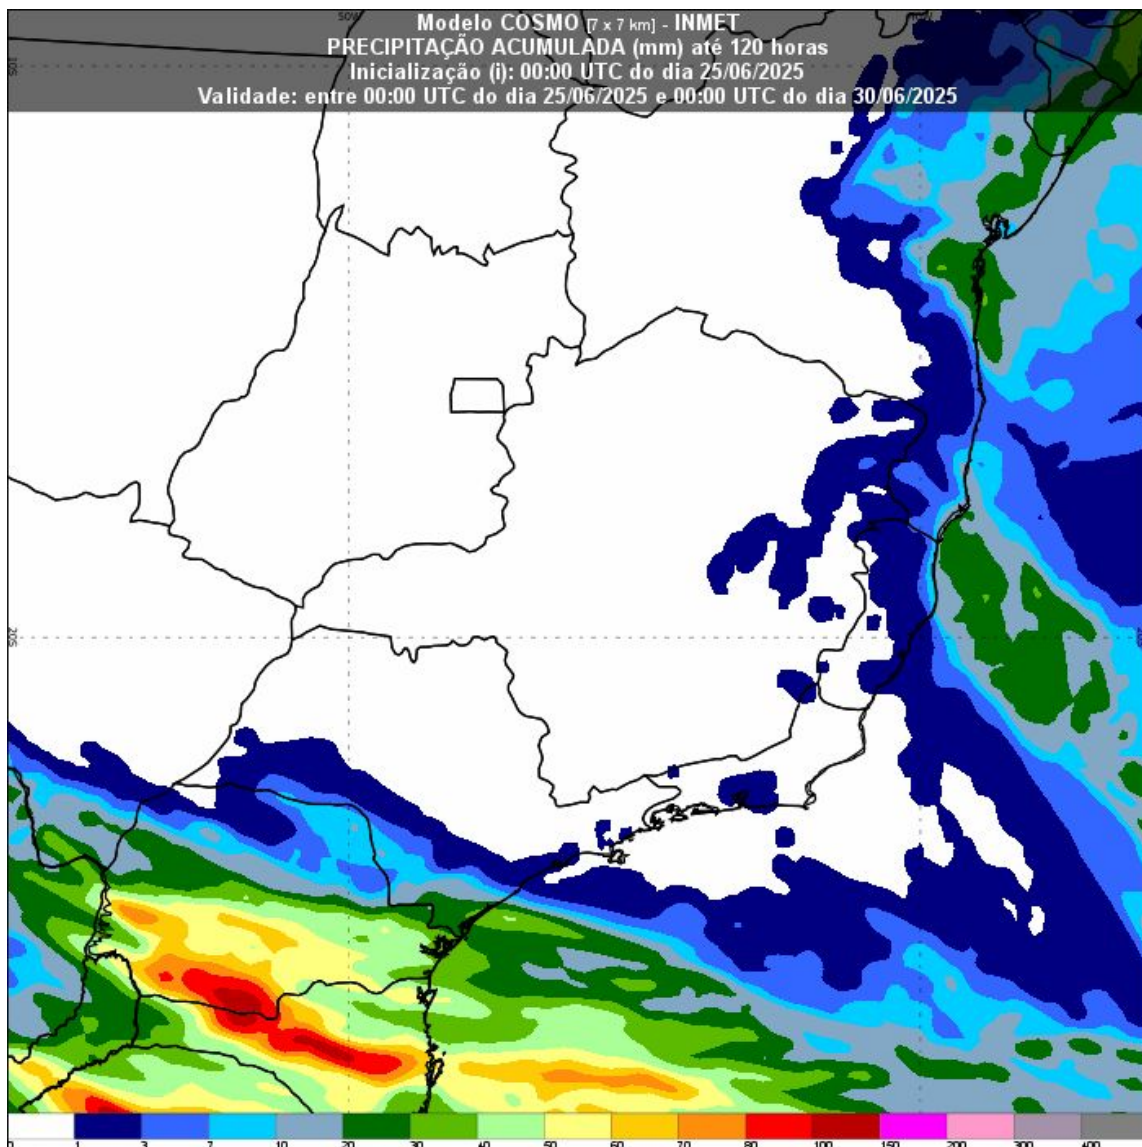 50W
Modelo COSMO [7 x 7 km] - INMET
PRECIPITAÇÃO ACUMULADA (mm) até 120 horas
Inicialização (i): 00:00 UTC do dia 25/06/2025
Validade: entre 00:00 UTC do dia 25/06/2025 e 00:00 UTC do dia 30/06/2025
20S
0 1 3 7 10 20 30 40 50 60 70 80 100 150 200 300 400